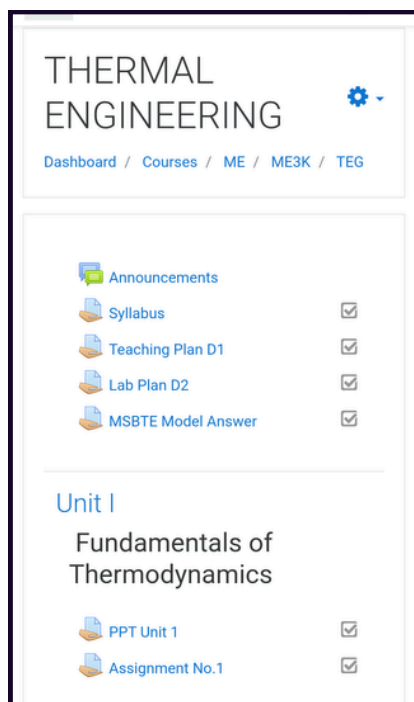 THERMAL
ENGINEERING
Dashboard / Courses / ME / ME3K / TEG
Announcements
Syllabus
Teaching Plan D1
Lab Plan D2
MSBTE Model Answer
Unit I
Fundamentals of
Thermodynamics
PPT Unit 1
Assignment No.1